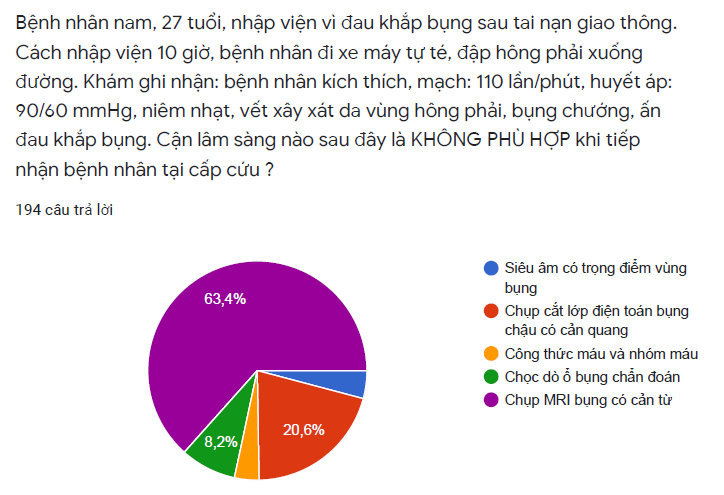 Bệnh nhân nam, 27 tuổi, nhập viện vì đau khắp bụng sau tai nạn giao thông.
Cách nhập viện 10 giờ, bệnh nhân đi xe máy tự té, đập hông phải xuống
đường. Khám ghi nhận: bệnh nhân kích thích, mạch: 110 lần/phút, huyết áp:
90/60 mmHg, niêm nhạt, vết xây xát da vùng hông phải, bụng chướng, ấn
đau khắp bụng. Cận lâm sàng nào sau đây là KHÔNG PHÙ HỢP khi tiếp
nhận bệnh nhân tại cấp cứu ?
194 câu trả lời
Siêu âm có trọng điểm vùng
bụng
Chụp cắt lớp điện toán bụng
chậu có cản quang
Công thức máu và nhóm máu
Chọc dò ổ bụng chẩn đoán
Chụp MRI bụng có cản từ
63,4%
20,6%
8,2%